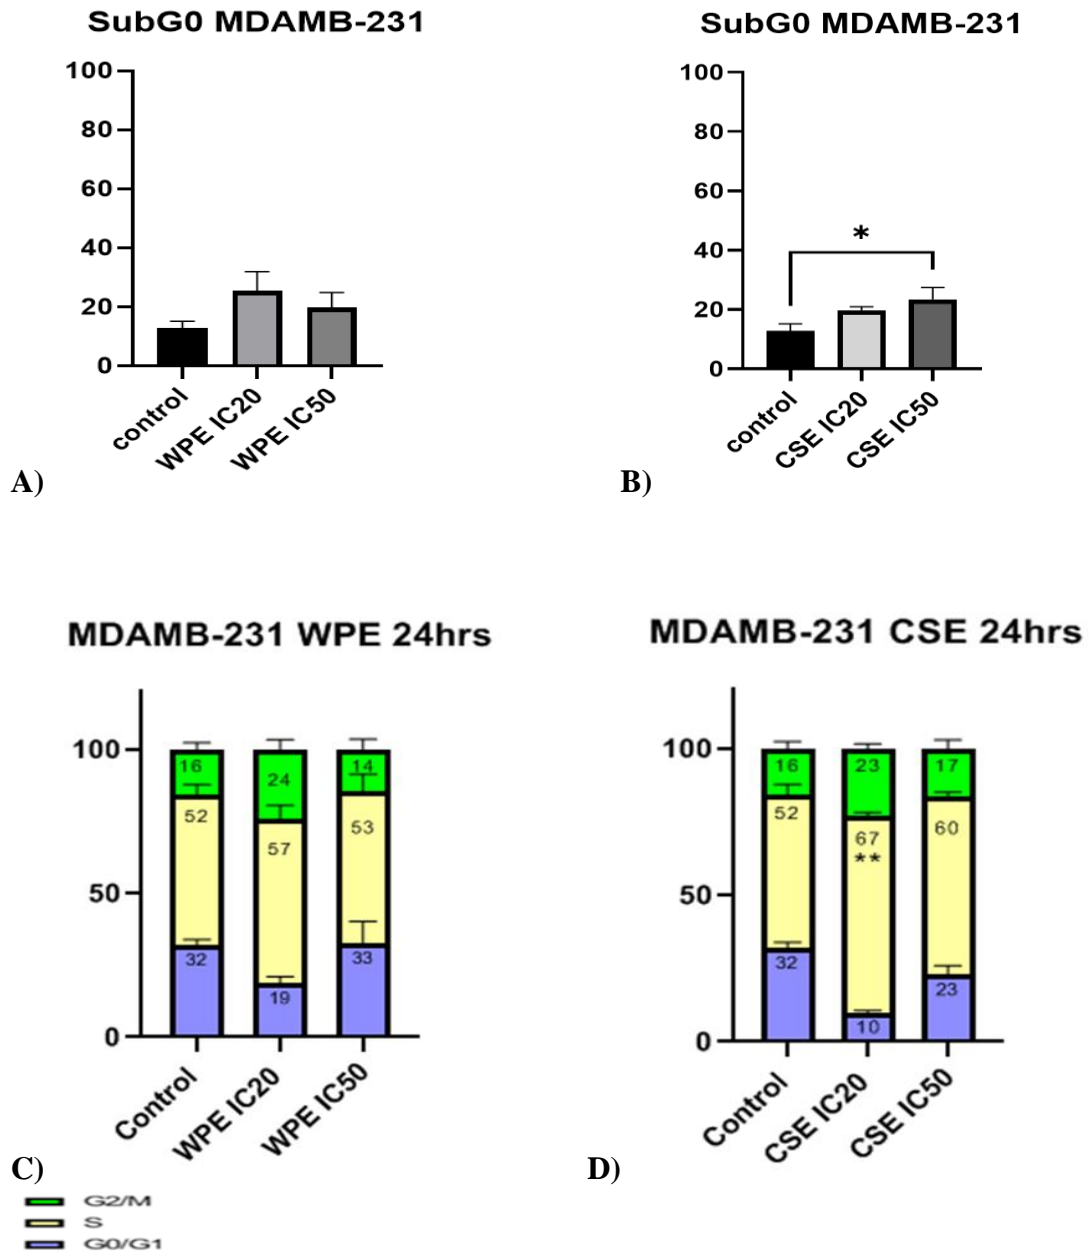 SubG0 MDAMB-231
100
80
60
40
20
0
control
WPE IC20
WPE IC50
A)
SubG0 MDAMB-231
100
80
60
40
20
0
*
control
CSE IC20
CSE IC50
B)
MDAMB-231 WPE 24hrs
100
50
0
16
52
32
24
57
19
14
53
33
Control
WPE IC20
WPE IC50
C)
MDAMB-231 CSE 24hrs
100
50
0
16
52
32
23
67
**
10
17
60
23
Control
CSE IC20
CSE IC50
D)
G2/M
S
G0/G1